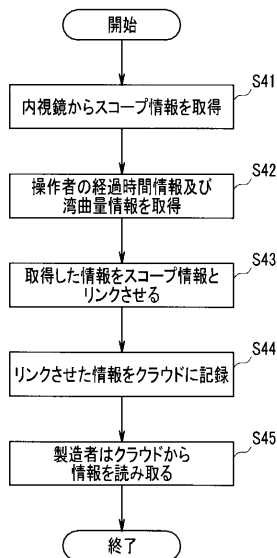 開始
S41
内視鏡からスコープ情報を取得
S42
操作者の経過時間情報及び
湾曲量情報を取得
S43
取得した情報をスコープ情報と
リンクさせる
S44
リンクさせた情報をクラウドに記録
S45
製造者はクラウドから
情報を読み取る
終了